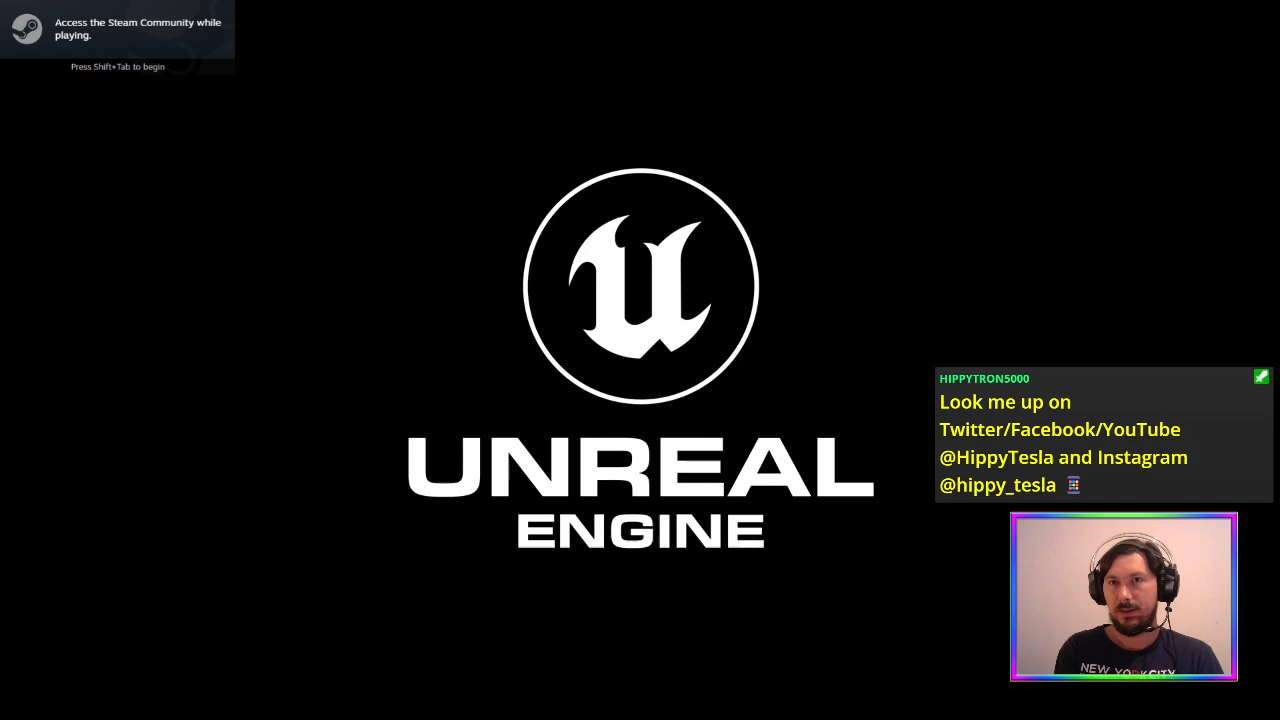 Access the Steam Community while
playing.
Press Shift+Tab to begin
UNREAL
ENGINE
HIPPYTRON5000
Look me up on
Twitter/Facebook/YouTube
@HippyTesla and Instagram
@hippy_tesla
NEW YORK CITY